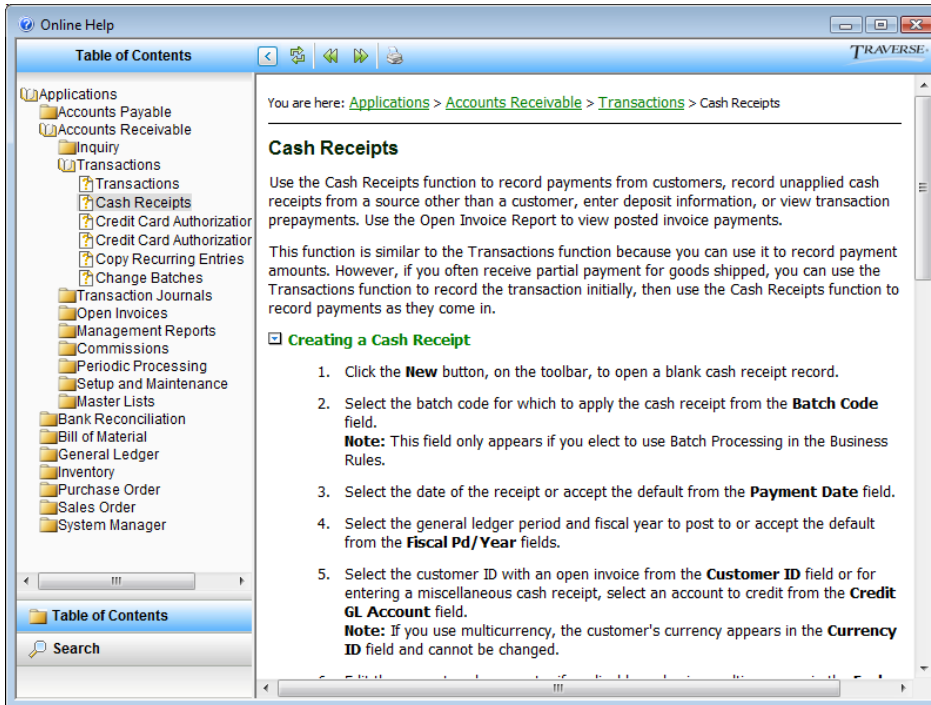 Online Help
Table of Contents
TRAVERSE
Applications
Accounts Payable
Accounts Receivable
Inquiry
Transactions
Transactions
Cash Receipts
Credit Card Authorization
Credit Card Authorization
Copy Recurring Entries
Change Batches
Transaction Journals
Open Invoices
Management Reports
Commissions
Periodic Processing
Setup and Maintenance
Master Lists
Bank Reconciliation
Bill of Material
General Ledger
Inventory
Purchase Order
Sales Order
System Manager
Table of Contents
Search
You are here: Applications > Accounts Receivable > Transactions > Cash Receipts
Cash Receipts
Use the Cash Receipts function to record payments from customers, record unapplied cash
receipts from a source other than a customer, enter deposit information, or view transaction
prepayments. Use the Open Invoice Report to view posted invoice payments.
This function is similar to the Transactions function because you can use it to record payment
amounts. However, if you often receive partial payment for goods shipped, you can use the
Transactions function to record the transaction initially, then use the Cash Receipts function to
record payments as they come in.
Creating a Cash Receipt
1. Click the New button, on the toolbar, to open a blank cash receipt record.
2. Select the batch code for which to apply the cash receipt from the Batch Code
field.
Note: This field only appears if you elect to use Batch Processing in the Business
Rules.
3. Select the date of the receipt or accept the default from the Payment Date field.
4. Select the general ledger period and fiscal year to post to or accept the default
from the Fiscal Pd/Year fields.
5. Select the customer ID with an open invoice from the Customer ID field or for
entering a miscellaneous cash receipt, select an account to credit from the Credit
GL Account field.
Note: If you use multicurrency, the customer's currency appears in the Currency
ID field and cannot be changed.